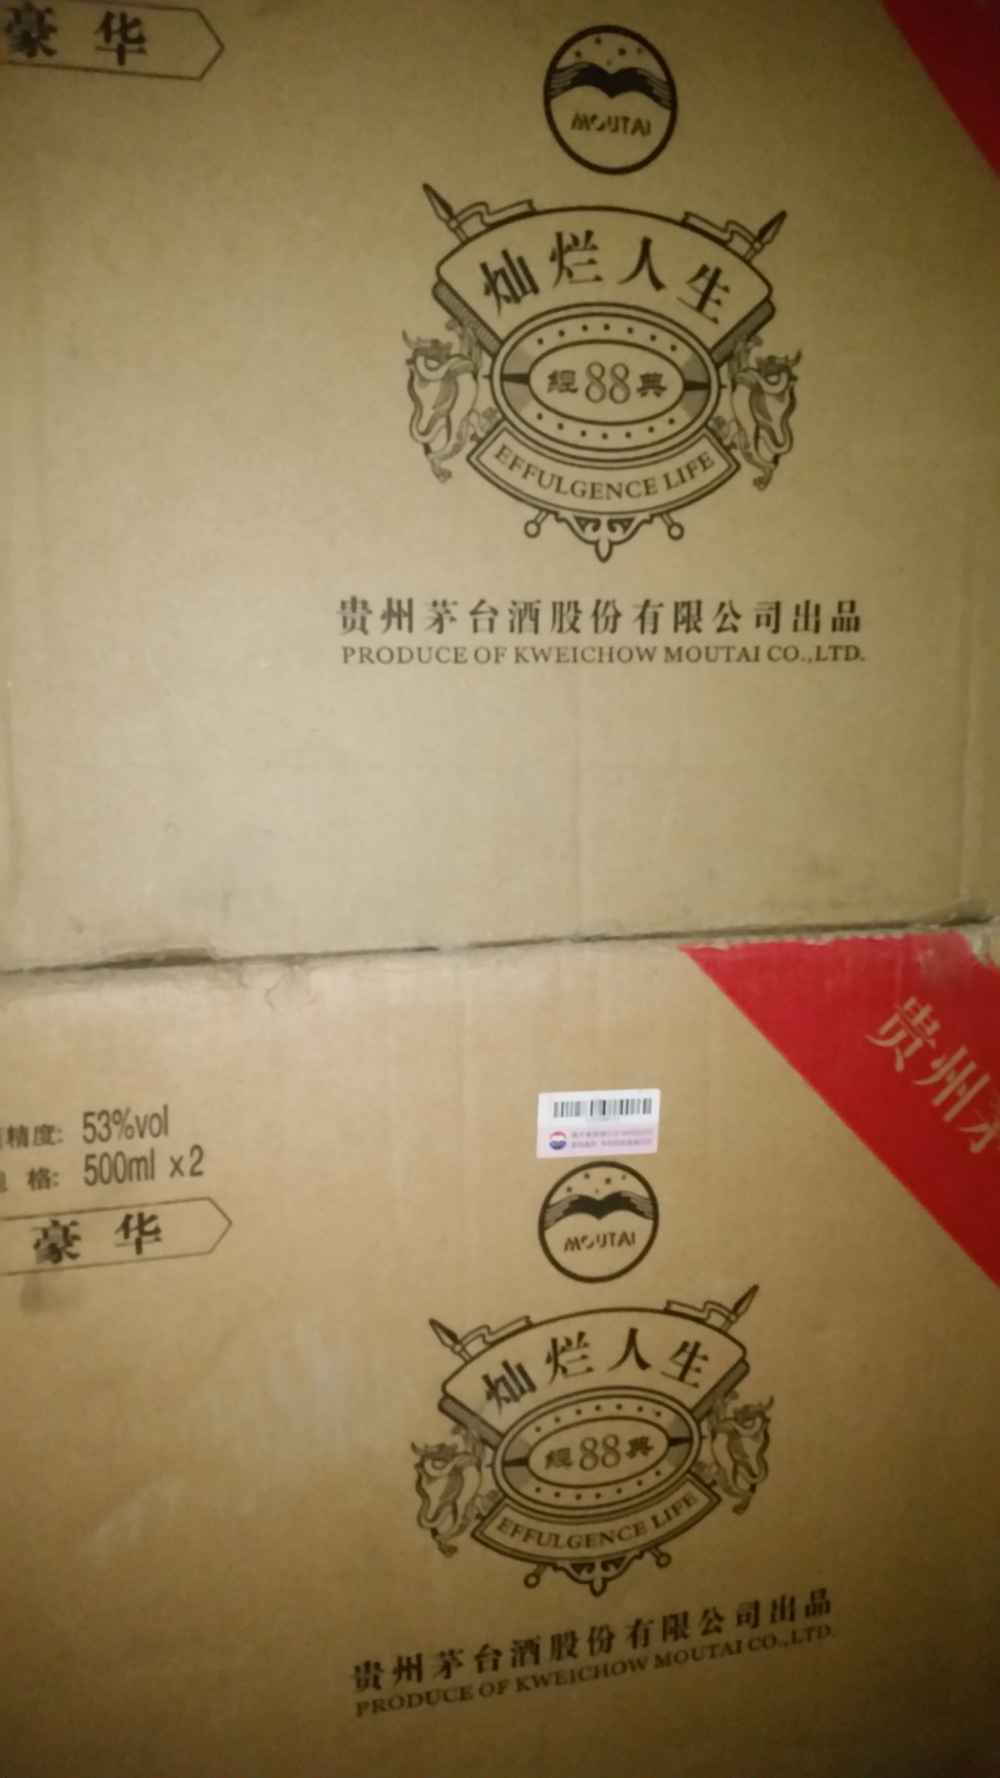 豪华
MOUTAI
灿烂人生
經88典
EFFULGENCE LIFE
贵州茅台酒股份有限公司出品
PRODUCE OF KWEICHOW MOUTAI CO.,LTD.
贵州茅
精度: 53%vol
格: 500ml ×2
豪华
MOUTAI
灿烂人生
經88典
EFFULGENCE LIFE
贵州茅台酒股份有限公司出品
PRODUCE OF KWEICHOW MOUTAI CO.,LTD.